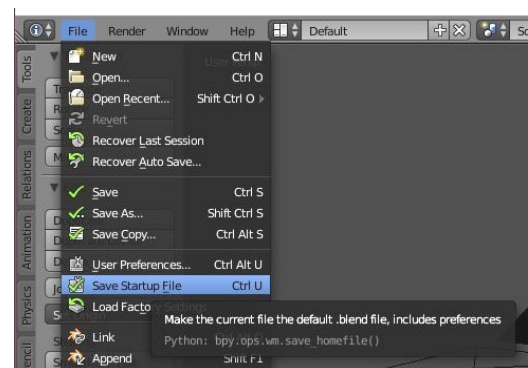 File Render Window Help Default
Tools
Create
Relations
Animation
Physics
New Ctrl N
Open... Ctrl O
Open Recent... Shift Ctrl O
Revert
Recover Last Session
Recover Auto Save...
Save Ctrl S
Save As... Shift Ctrl S
Save Copy... Ctrl Alt S
User Preferences... Ctrl Alt U
Save Startup File Ctrl U
Load Factory Settings
Make the current file the default .blend file, includes preferences
Python: bpy.ops.wm.save_homefile()
Link
Append Shift F1